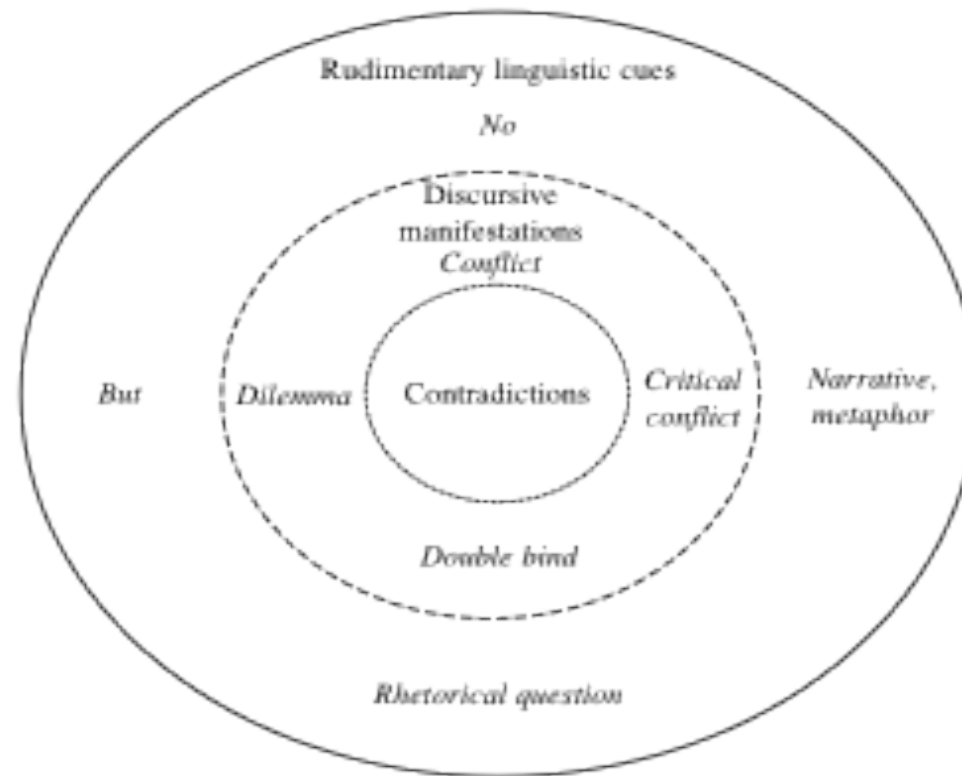 Rudimentary linguistic cues
No
Discursive
manifestations
Conflict
But
Dilemma
Contradictions
Critical
conflict
Narrative,
metaphor
Double bind
Rhetorical question